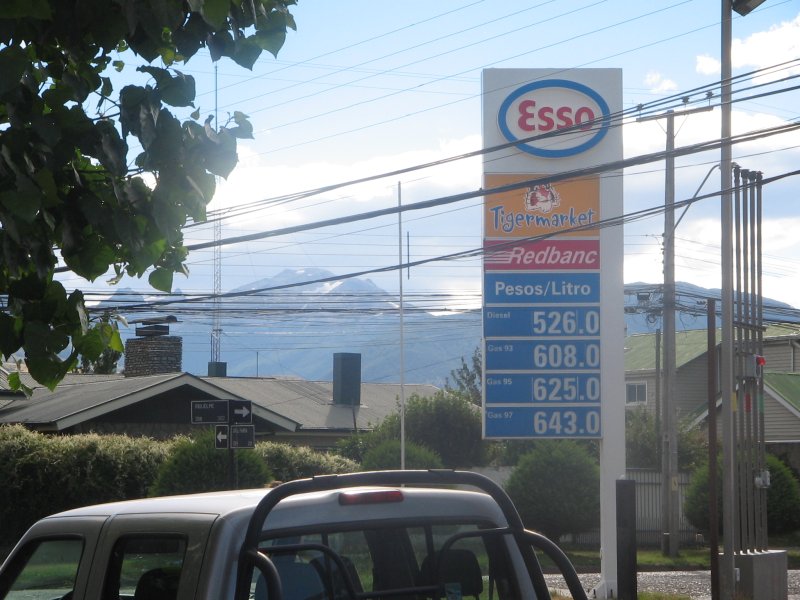 Esso
Tigermarket
Redbanc
Pesos/Litro
Diesel 526.0
Gas 93 608.0
Gas 95 625.0
Gas 97 643.0